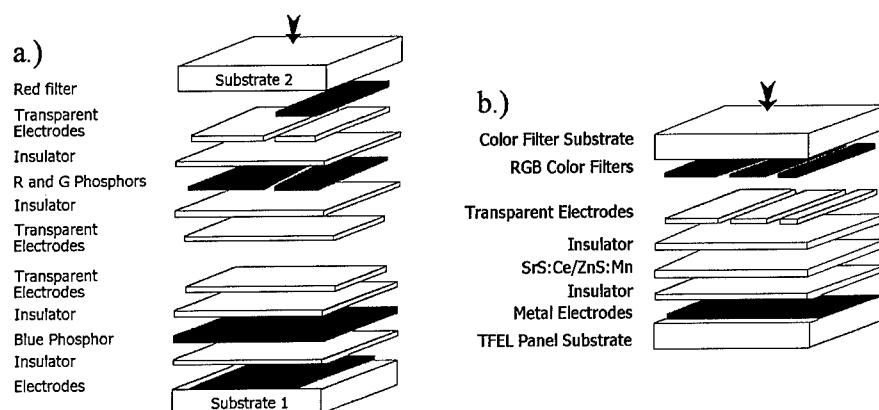 a.)
Substrate 2
Red filter
Transparent
Electrodes
Insulator
R and G Phosphors
Insulator
Transparent
Electrodes
Transparent
Electrodes
Insulator
Blue Phosphor
Insulator
Electrodes
Substrate 1
b.)
Color Filter Substrate
RGB Color Filters
Transparent Electrodes
Insulator
SrS:Ce/ZnS:Mn
Insulator
Metal Electrodes
TFEL Panel Substrate